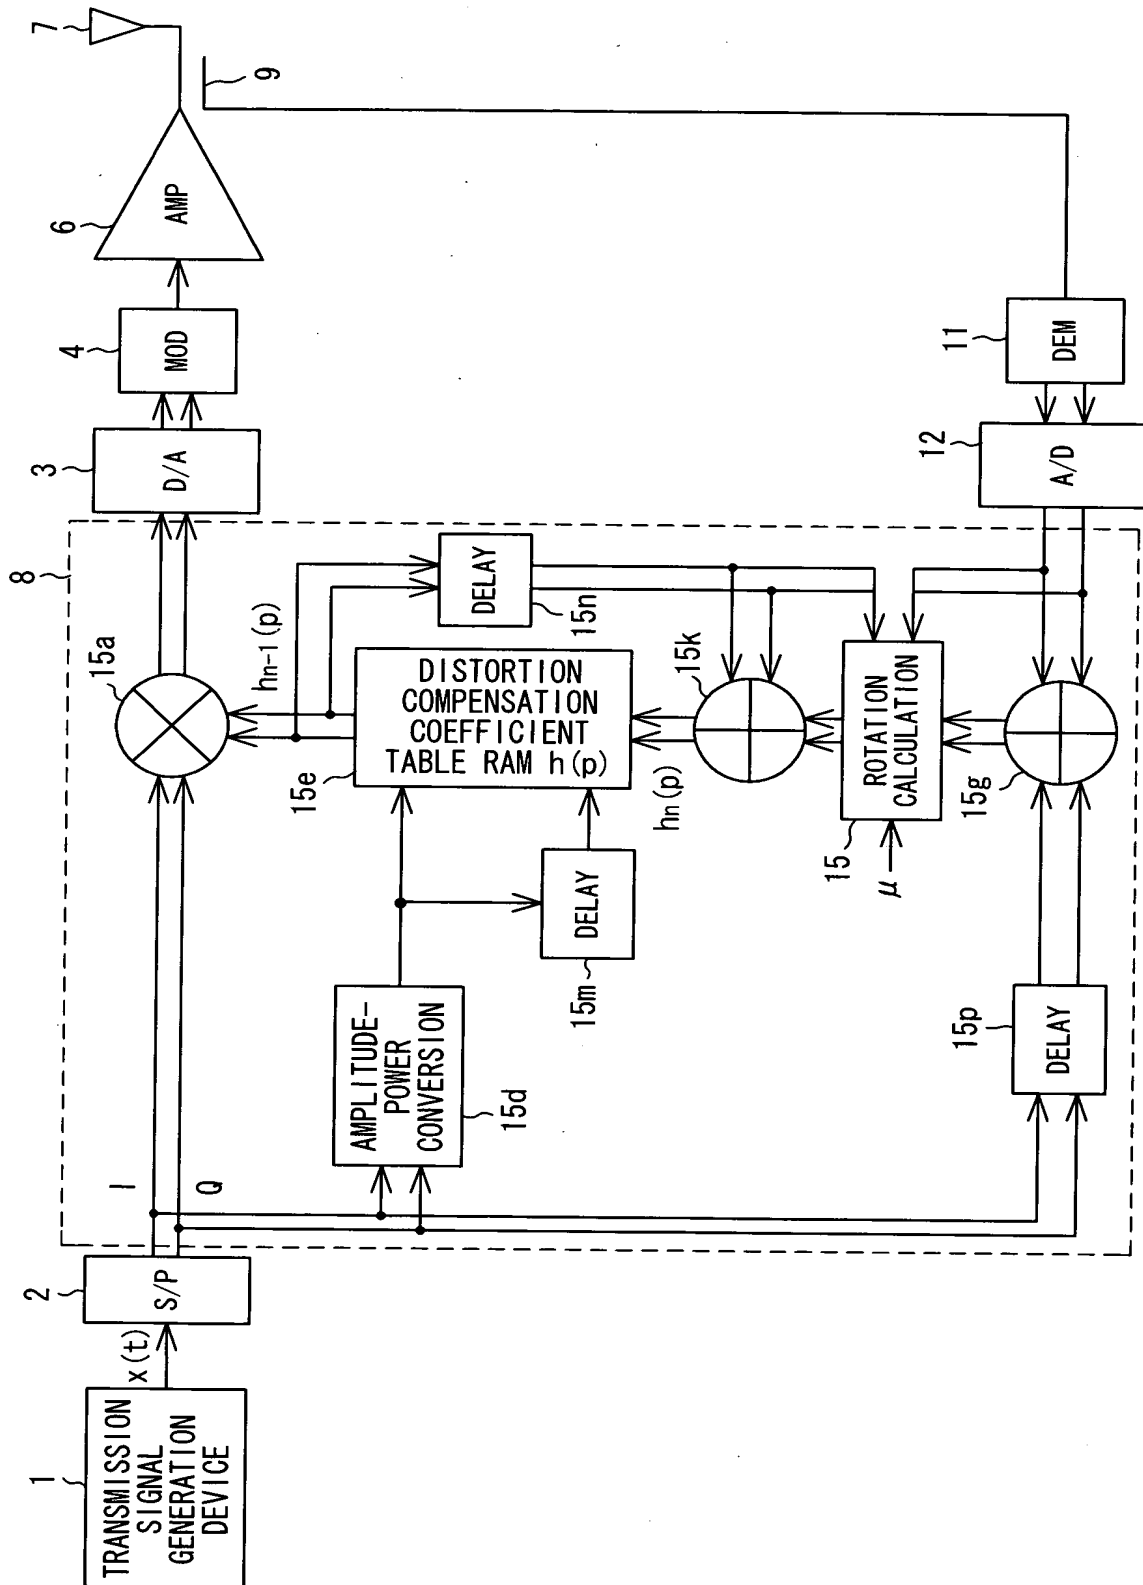 1
TRANSMISSION
SIGNAL
GENERATION
DEVICE
x(t)
2
S/P
I
Q
8
15a
hn-1(p)
3
D/A
4
MOD
6
AMP
7
9
AMPLITUDE-
POWER
CONVERSION
15d
DELAY
15m
15e
DISTORTION
COMPENSATION
COEFFICIENT
TABLE RAM h(p)
DELAY
15n
hn(p)
15k
μ
15
ROTATION
CALCULATION
15p
DELAY
15g
12
A/D
11
DEM